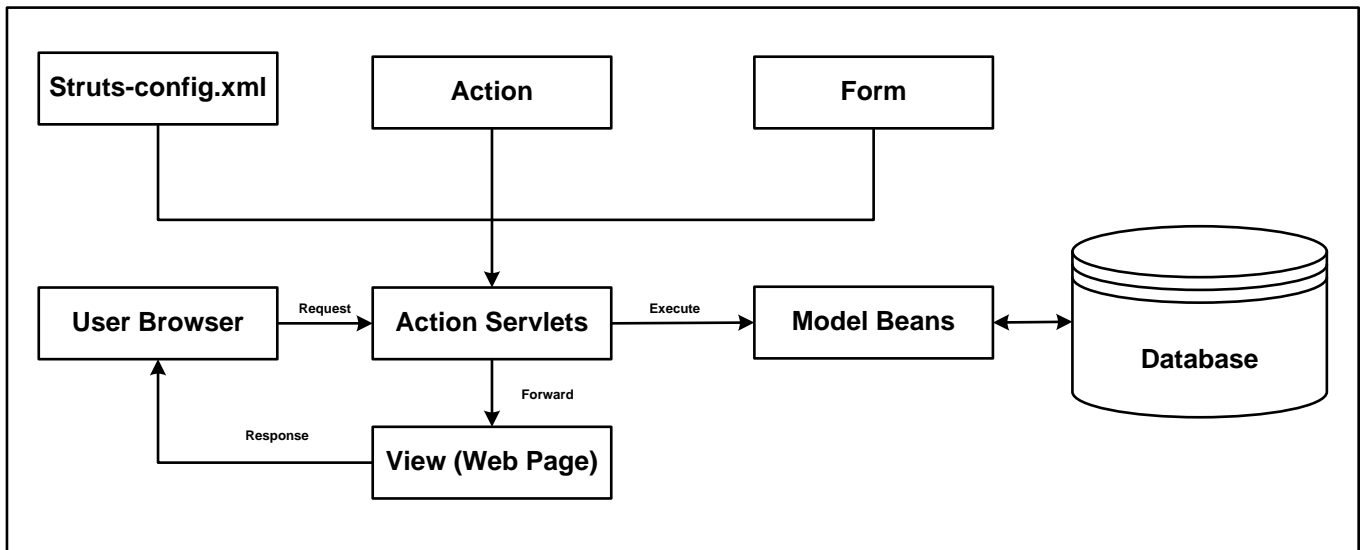 Struts-config.xml
Action
Form
User Browser
Request
Action Servlets
Execute
Model Beans
Database
Forward
Response
View (Web Page)